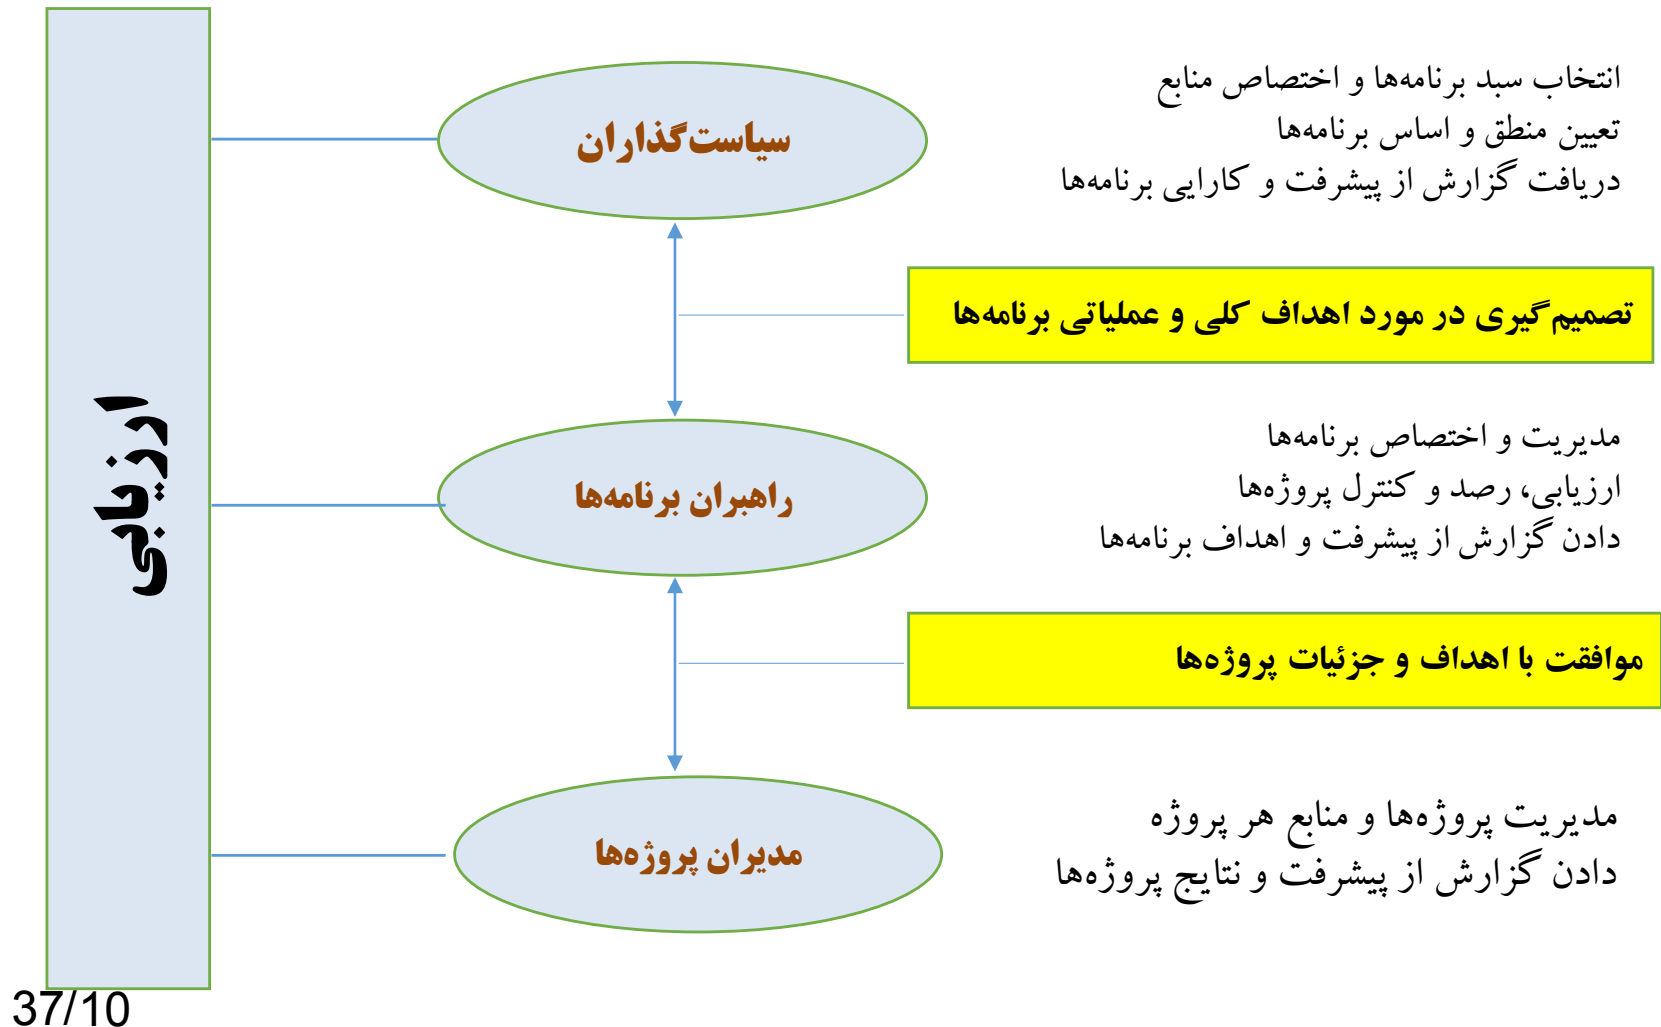 انتخاب سبد برنامه‌ها و اختصاص منابع
تعیین منطق و اساس برنامه‌ها
دریافت گزارش از پیشرفت و کارایی برنامه‌ها
سیاست‌گذاران
تصمیم‌گیری در مورد اهداف کلی و عملیاتی برنامه‌ها
مدیریت و اختصاص برنامه‌ها
ارزیابی، رصد و کنترل پروژه‌ها
دادن گزارش از پیشرفت و اهداف برنامه‌ها
راهبران برنامه‌ها
موافقت با اهداف و جزئیات پروژه‌ها
مدیریت پروژه‌ها و منابع هر پروژه
دادن گزارش از پیشرفت و نتایج پروژه‌ها
مدیران پروژه‌ها
ارزیابی
37/10